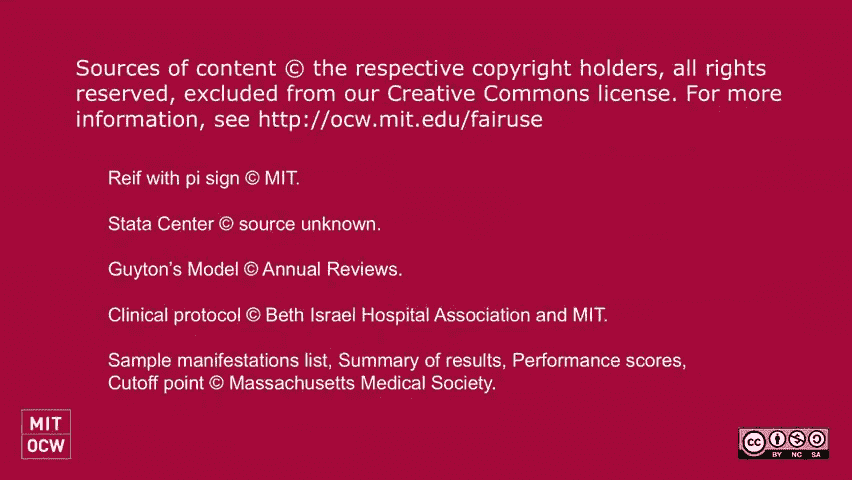 Sources of content © the respective copyright holders, all rights
reserved, excluded from our Creative Commons license. For more
information, see http://ocw.mit.edu/fairuse
Reif with pi sign © MIT.
Stata Center © source unknown.
Guyton’s Model © Annual Reviews.
Clinical protocol © Beth Israel Hospital Association and MIT.
Sample manifestations list, Summary of results, Performance scores,
Cutoff point © Massachusetts Medical Society.
MIT
OCW
cc
BY NC SA